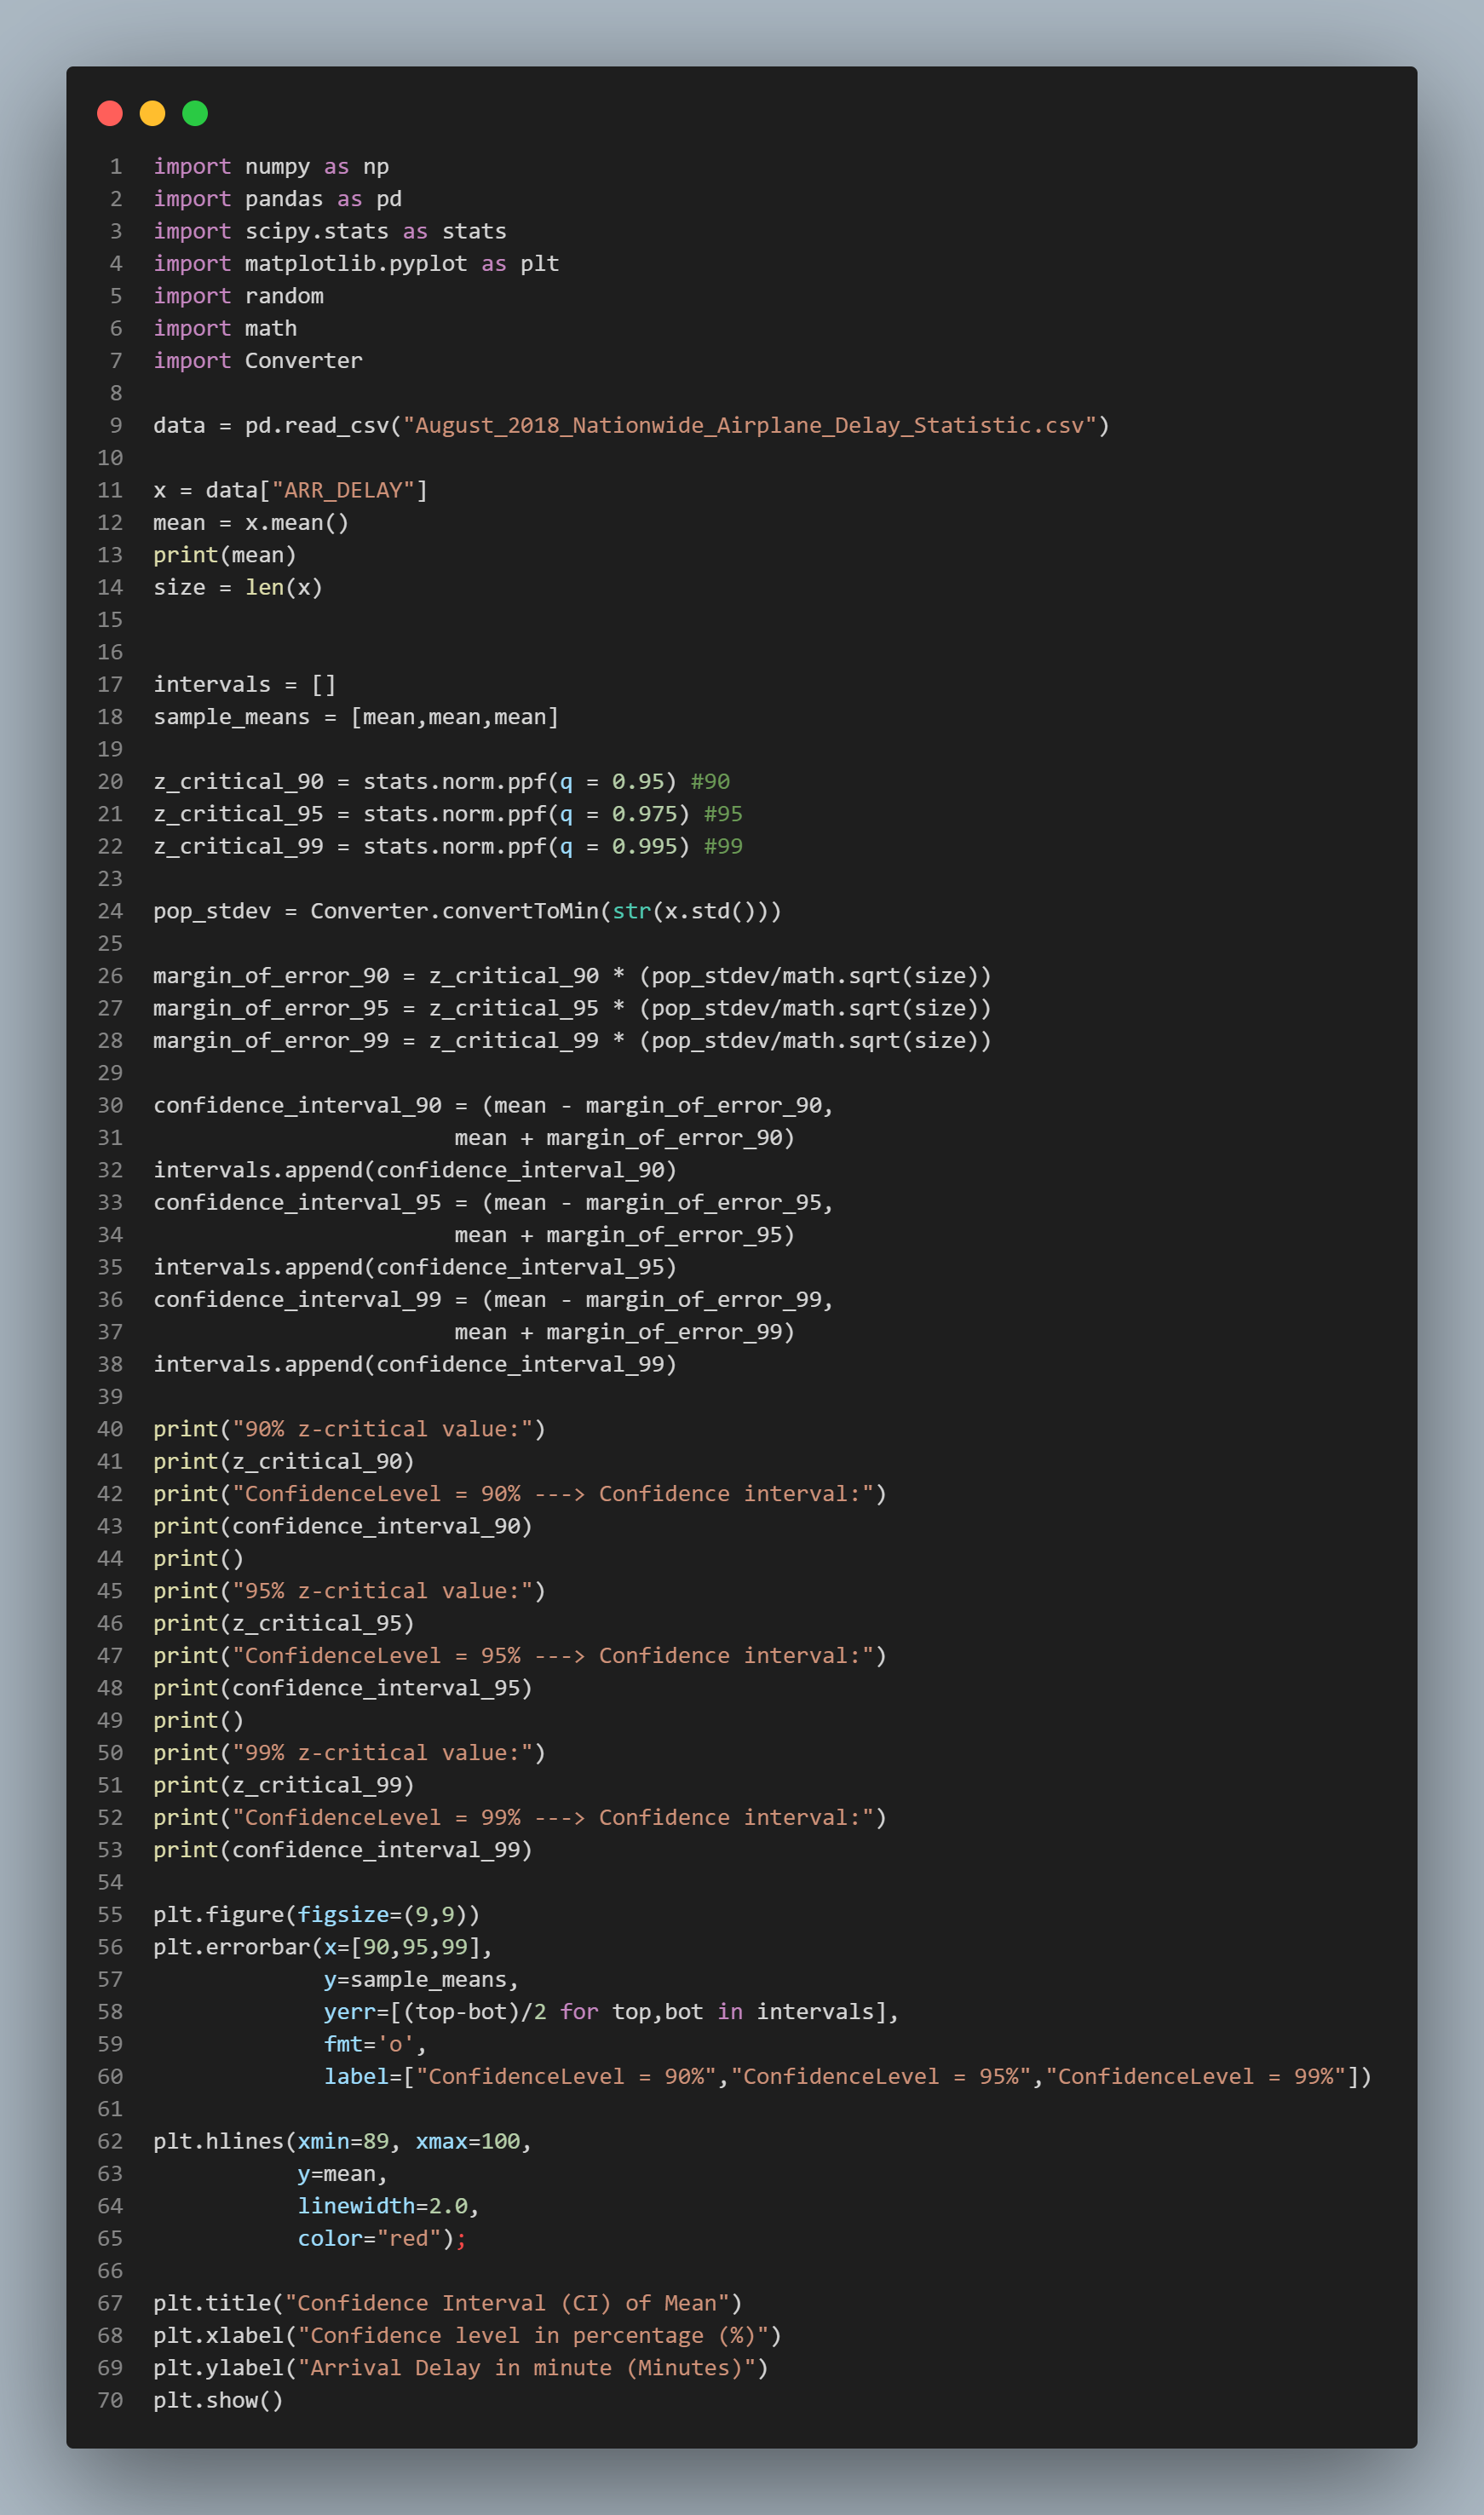 1 import numpy as np
2 import pandas as pd
3 import scipy.stats as stats
4 import matplotlib.pyplot as plt
5 import random
6 import math
7 import Converter
8
9 data = pd.read_csv("August_2018_Nationwide_Airplane_Delay_Statistic.csv")
10
11 x = data["ARR_DELAY"]
12 mean = x.mean()
13 print(mean)
14 size = len(x)
15
16
17 intervals = []
18 sample_means = [mean,mean,mean]
19
20 z_critical_90 = stats.norm.ppf(q = 0.95) #90
21 z_critical_95 = stats.norm.ppf(q = 0.975) #95
22 z_critical_99 = stats.norm.ppf(q = 0.995) #99
23
24 pop_stdev = Converter.convertToMin(str(x.std()))
25
26 margin_of_error_90 = z_critical_90 * (pop_stdev/math.sqrt(size))
27 margin_of_error_95 = z_critical_95 * (pop_stdev/math.sqrt(size))
28 margin_of_error_99 = z_critical_99 * (pop_stdev/math.sqrt(size))
29
30 confidence_interval_90 = (mean - margin_of_error_90,
31                        mean + margin_of_error_90)
32 intervals.append(confidence_interval_90)
33 confidence_interval_95 = (mean - margin_of_error_95,
34                        mean + margin_of_error_95)
35 intervals.append(confidence_interval_95)
36 confidence_interval_99 = (mean - margin_of_error_99,
37                        mean + margin_of_error_99)
38 intervals.append(confidence_interval_99)
39
40 print("90% z-critical value:")
41 print(z_critical_90)
42 print("ConfidenceLevel = 90% ---> Confidence interval:")
43 print(confidence_interval_90)
44 print()
45 print("95% z-critical value:")
46 print(z_critical_95)
47 print("ConfidenceLevel = 95% ---> Confidence interval:")
48 print(confidence_interval_95)
49 print()
50 print("99% z-critical value:")
51 print(z_critical_99)
52 print("ConfidenceLevel = 99% ---> Confidence interval:")
53 print(confidence_interval_99)
54
55 plt.figure(figsize=(9,9))
56 plt.errorbar(x=[90,95,99],
57              y=sample_means,
58              yerr=[(top-bot)/2 for top,bot in intervals],
59              fmt='o',
60              label=["ConfidenceLevel = 90%","ConfidenceLevel = 95%","ConfidenceLevel = 99%"])
61
62 plt.hlines(xmin=89, xmax=100,
63            y=mean,
64            linewidth=2.0,
65            color="red");
66
67 plt.title("Confidence Interval (CI) of Mean")
68 plt.xlabel("Confidence level in percentage (%)")
69 plt.ylabel("Arrival Delay in minute (Minutes)")
70 plt.show()